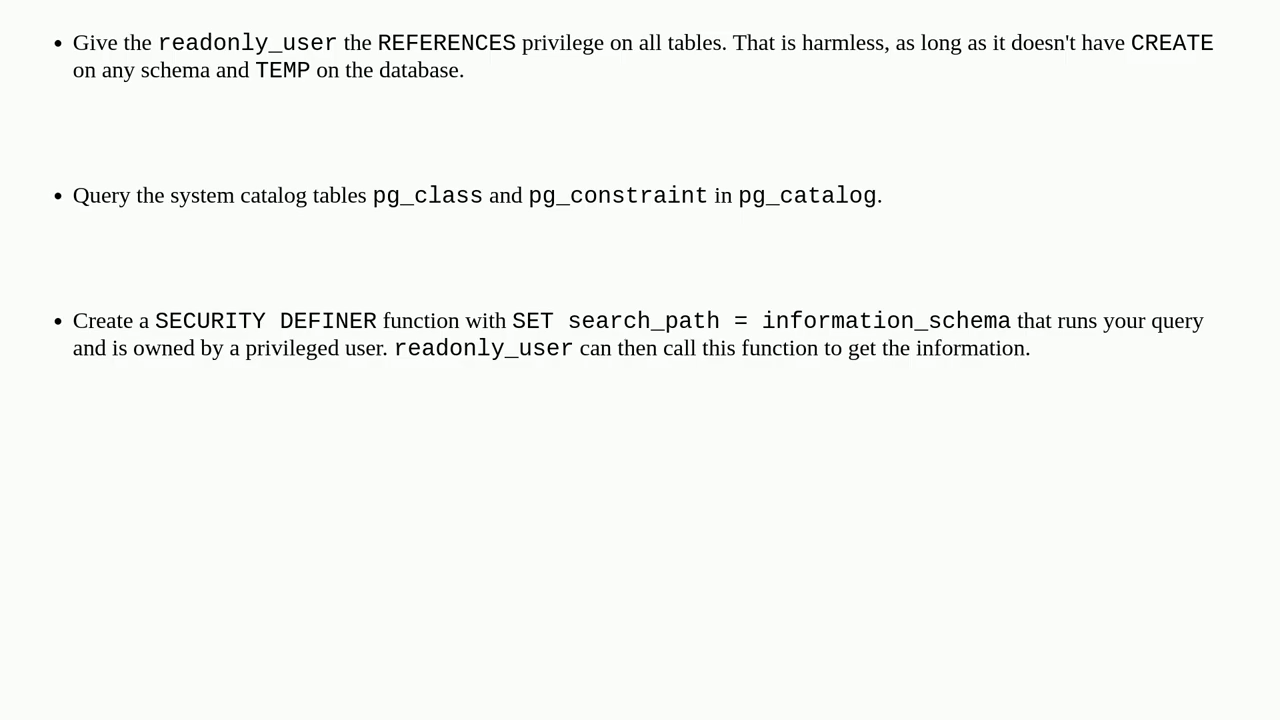 • Give the readonly_user the REFERENCES privilege on all tables. That is harmless, as long as it doesn't have CREATE
on any schema and TEMP on the database.
• Query the system catalog tables pg_class and pg_constraint in pg_catalog.
• Create a SECURITY DEFINER function with SET search_path = information_schema that runs your query
and is owned by a privileged user. readonly_user can then call this function to get the information.